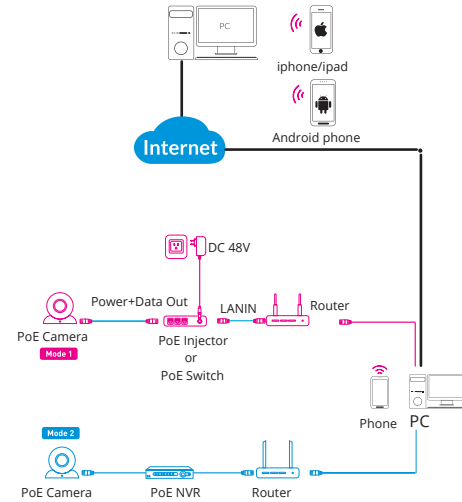 PC
iphone/ipad
Android phone
Internet
DC 48V
Power+Data Out
LANIN
Router
PoE Camera
Mode 1
PoE Injector
or
PoE Switch
Phone
PC
Mode 2
PoE Camera
PoE NVR
Router